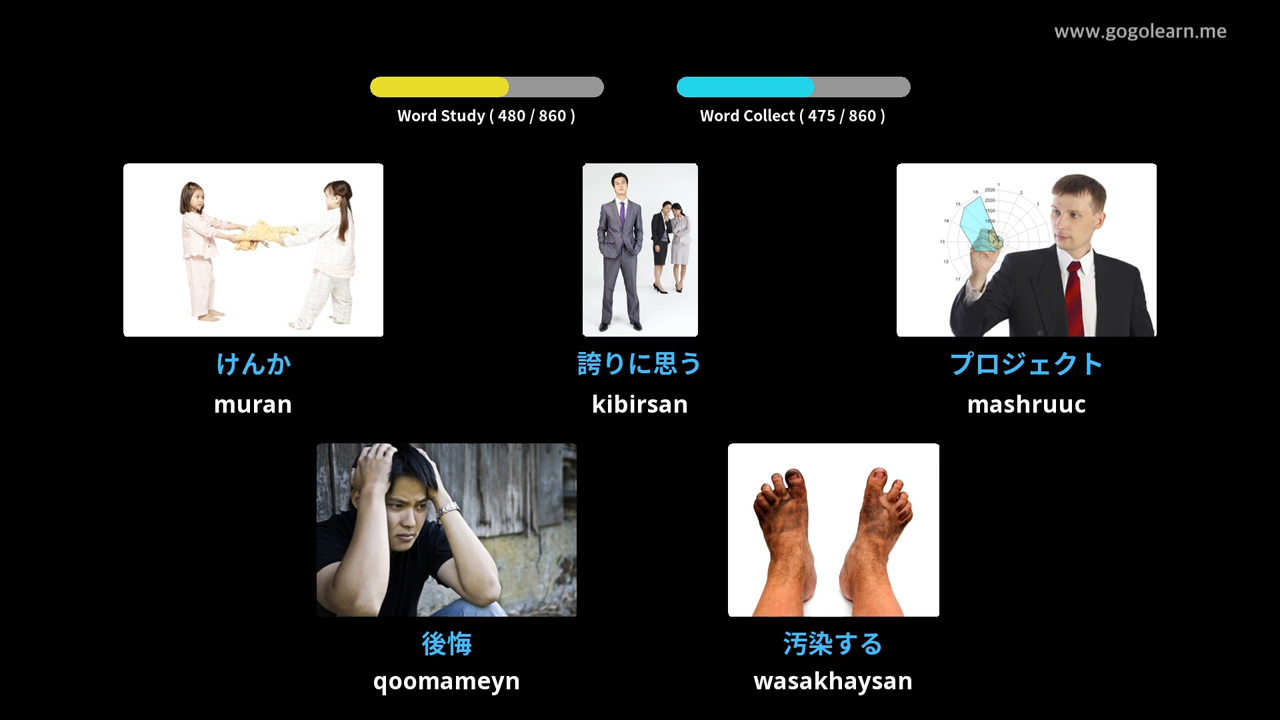 www.gogolearn.me
Word Study ( 480 / 860 )
Word Collect ( 475 / 860 )
けんか
muran
誇りに思う
kibirsan
プロジェクト
mashruuc
後悔
qoomameyn
汚染する
wasakhaysan